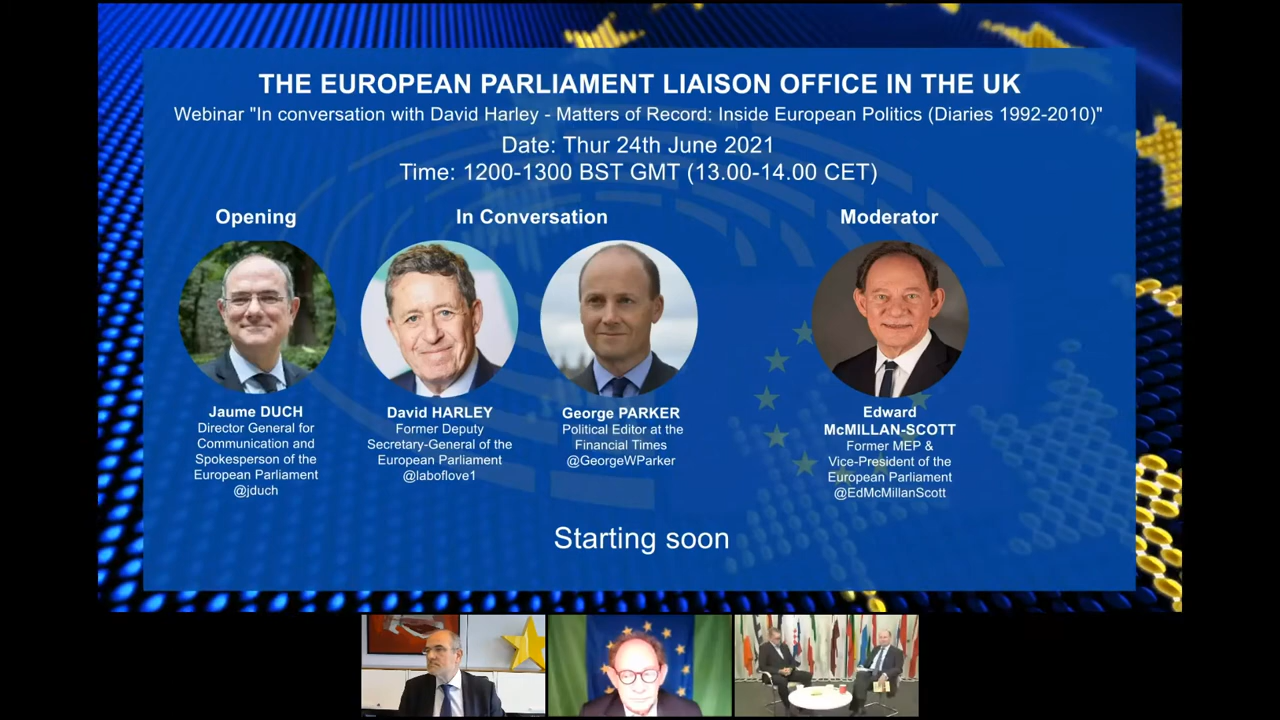 THE EUROPEAN PARLIAMENT LIAISON OFFICE IN THE UK
Webinar "In conversation with David Harley - Matters of Record: Inside European Politics (Diaries 1992-2010)"
Date: Thur 24th June 2021
Time: 1200-1300 BST GMT (13.00-14.00 CET)
Opening
In Conversation
Moderator
Jaume DUCH
Director General for
Communication and
Spokesperson of the
European Parliament
@jduch
David HARLEY
Former Deputy
Secretary-General of the
European Parliament
@laboflove1
George PARKER
Political Editor at the
Financial Times
@GeorgeWParker
Edward
McMILLAN-SCOTT
Former MEP &
Vice-President of the
European Parliament
@EdMcMillanScott
Starting soon